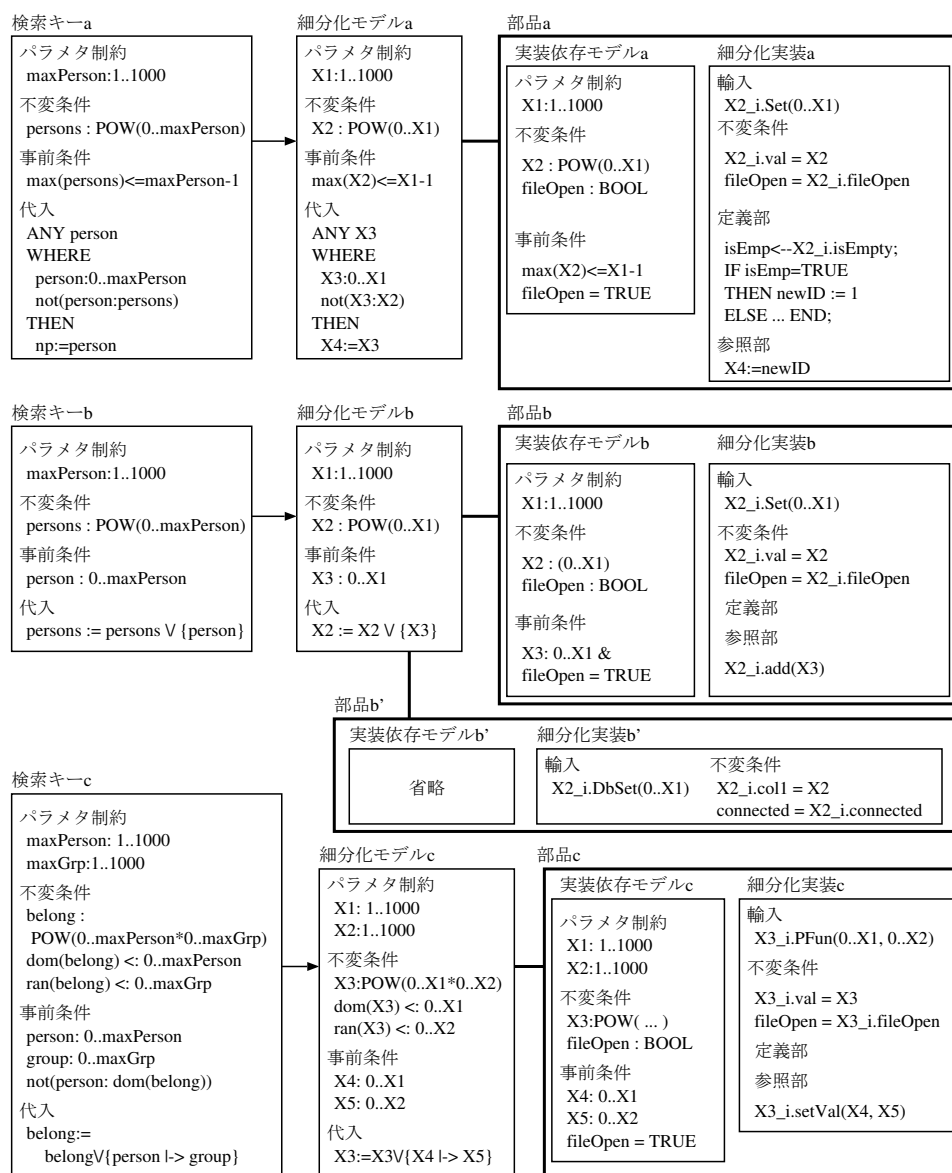 検索キーa
パラメタ制約
maxPerson:1..1000
不変条件
persons : POW(0..maxPerson)
事前条件
max(persons)<=maxPerson-1
代入
ANY person
WHERE
person:0..maxPerson
not(person:persons)
THEN
np:=person
細分化モデルa
パラメタ制約
X1:1..1000
不変条件
X2 : POW(0..X1)
事前条件
max(X2)<=X1-1
代入
ANY X3
WHERE
X3:0..X1
not(X3:X2)
THEN
X4:=X3
部品a
実装依存モデルa
パラメタ制約
X1:1..1000
不変条件
X2 : POW(0..X1)
fileOpen : BOOL
事前条件
max(X2)<=X1-1
fileOpen = TRUE
細分化実装a
輸入
X2_i.Set(0..X1)
不変条件
X2_i.val = X2
fileOpen = X2_i.fileOpen
定義部
isEmp<--X2_i.isEmpty;
IF isEmp=TRUE
THEN newID := 1
ELSE ... END;
参照部
X4:=newID
検索キーb
パラメタ制約
maxPerson:1..1000
不変条件
persons : POW(0..maxPerson)
事前条件
person : 0..maxPerson
代入
persons := persons \/ {person}
細分化モデルb
パラメタ制約
X1:1..1000
不変条件
X2 : POW(0..X1)
事前条件
X3 : 0..X1
代入
X2 := X2 \/ {X3}
部品b
実装依存モデルb
パラメタ制約
X1:1..1000
不変条件
X2 : (0..X1)
fileOpen : BOOL
事前条件
X3: 0..X1 &
fileOpen = TRUE
細分化実装b
輸入
X2_i.Set(0..X1)
不変条件
X2_i.val = X2
fileOpen = X2_i.fileOpen
定義部
参照部
X2_i.add(X3)
部品b'
実装依存モデルb'
省略
細分化実装b'
輸入
X2_i.DbSet(0..X1)
不変条件
X2_i.col1 = X2
connected = X2_i.connected
検索キーc
パラメタ制約
maxPerson: 1..1000
maxGrp:1..1000
不変条件
belong :
POW(0..maxPerson*0..maxGrp)
dom(belong) <: 0..maxPerson
ran(belong) <: 0..maxGrp
事前条件
person: 0..maxPerson
group: 0..maxGrp
not(person: dom(belong))
代入
belong:=
belong\/{person |-> group}
細分化モデルc
パラメタ制約
X1: 1..1000
X2:1..1000
不変条件
X3:POW(0..X1*0..X2)
dom(X3) <: 0..X1
ran(X3) <: 0..X2
事前条件
X4: 0..X1
X5: 0..X2
代入
X3:=X3\/{X4 |-> X5}
部品c
実装依存モデルc
パラメタ制約
X1: 1..1000
X2:1..1000
不変条件
X3:POW( ... )
fileOpen : BOOL
事前条件
X4: 0..X1
X5: 0..X2
fileOpen = TRUE
細分化実装c
輸入
X3_i.PFun(0..X1, 0..X2)
不変条件
X3_i.val = X3
fileOpen = X3_i.fileOpen
定義部
参照部
X3_i.setVal(X4, X5)